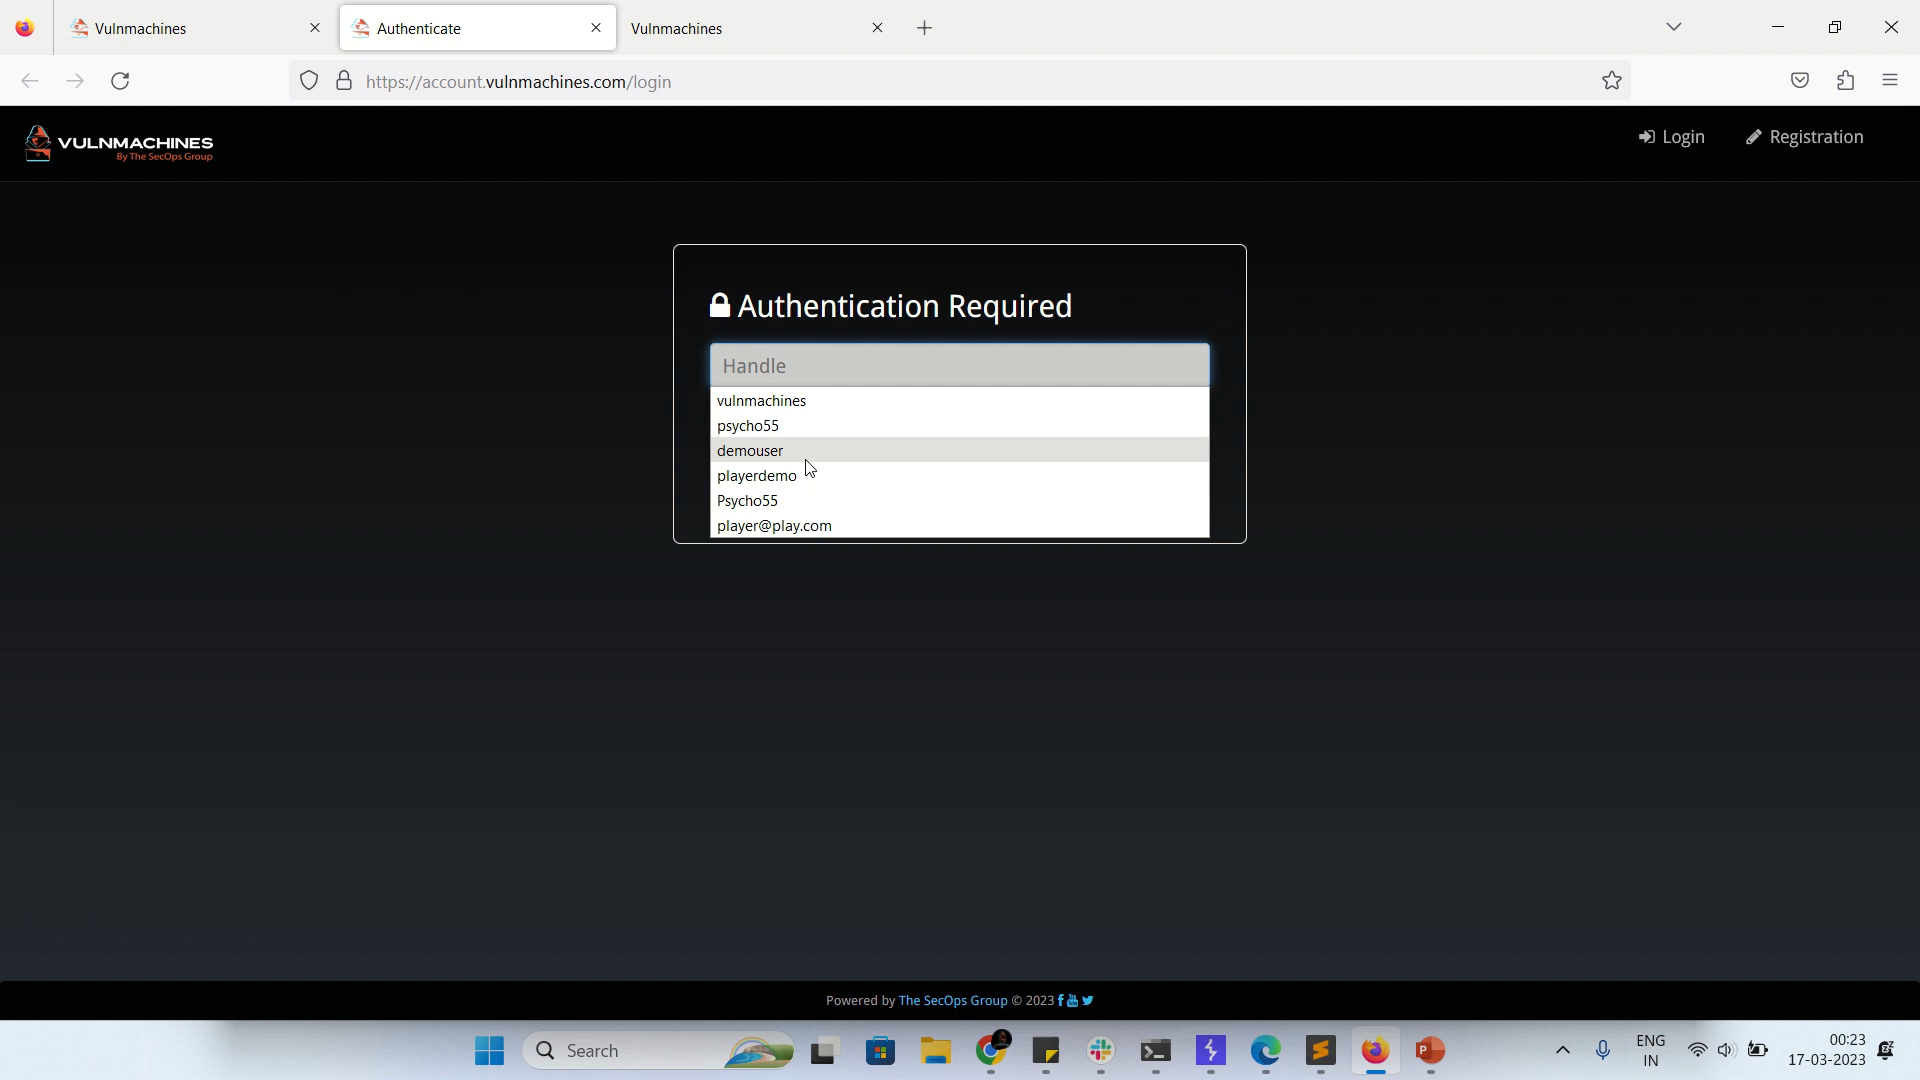 Vulnmachines
Authenticate
Vulnmachines
https://account.vulnmachines.com/login
VULNMACHINES
By The SecOps Group
Login
Registration
Authentication Required
Handle
vulnmachines
psycho55
demouser
playerdemo
Psycho55
player@play.com
Powered by The SecOps Group © 2023
Search
ENG
IN
00:23
17-03-2023